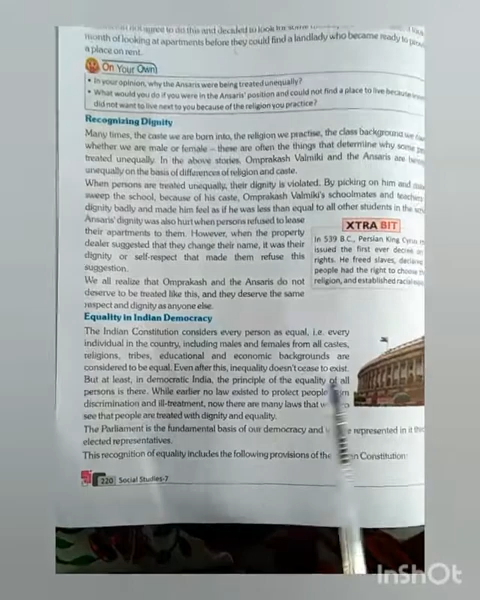 not agree to do this and decided to look for some
month of looking at apartments before they could find a landlady who became ready to
a place on rent.
On Your Own
• In your opinion, why the Ansaris were being treated unequally?
• What would you do if you were in the Ansaris' position and could not find a place to live because
did not want to live next to you because of the religion you practice?
Recognizing Dignity
Many times, the caste we are born into, the religion we practise, the class background we
whether we are male or female – these are often the things that determine why some
treated unequally. In the above stories, Omprakash Valmiki and the Ansaris are
unequally on the basis of differences of religion and caste.
When persons are treated unequally, their dignity is violated. By picking on him and
sweep the school, because of his caste, Omprakash Valmiki's schoolmates and teachers
dignity badly and made him feel as if he was less than equal to all other students in the
Ansaris' dignity was also hurt when persons refused to lease
their apartments to them. However, when the property
dealer suggested that they change their name, it was their
dignity or self-respect that made them refuse this
suggestion.
We all realize that Omprakash and the Ansaris do not
deserve to be treated like this, and they deserve the same
respect and dignity as anyone else.
XTRA BIT
In 539 B.C., Persian King Cyrus
issued the first ever decree on
rights. He freed slaves,
people had the right to choose
religion, and established racial
Equality in Indian Democracy
The Indian Constitution considers every person as equal, i.e. every
individual in the country, including males and females from all castes,
religions, tribes, educational and economic backgrounds are
considered to be equal. Even after this, inequality doesn't cease to exist.
But at least, in democratic India, the principle of the equality of all
persons is there. While earlier no law existed to protect people
discrimination and ill-treatment, now there are many laws that
see that people are treated with dignity and equality.
The Parliament is the fundamental basis of our democracy and represented in it
elected representatives.
This recognition of equality includes the following provisions of the Constitution:
220 Social Studies-7
InShOt